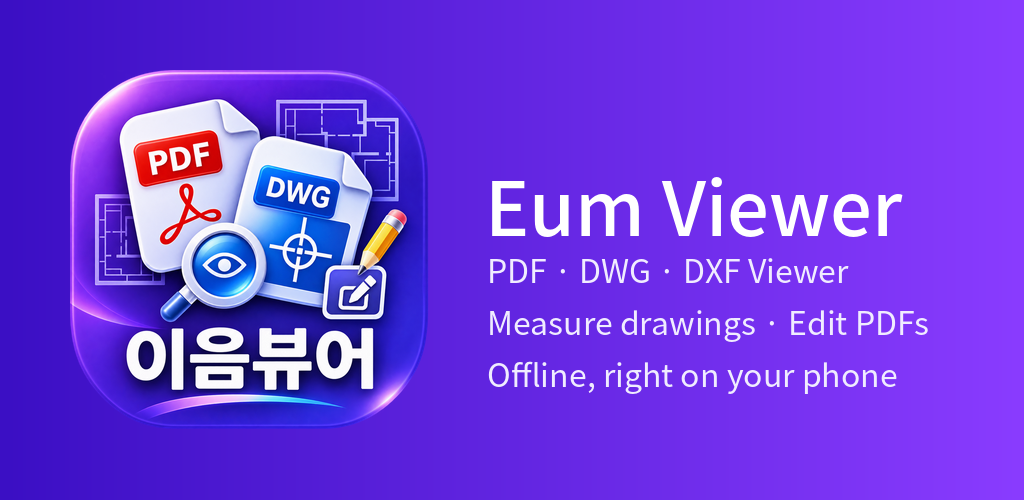 PDF
DWG
이음뷰어
Eum Viewer
PDF · DWG · DXF Viewer
Measure drawings · Edit PDFs
Offline, right on your phone